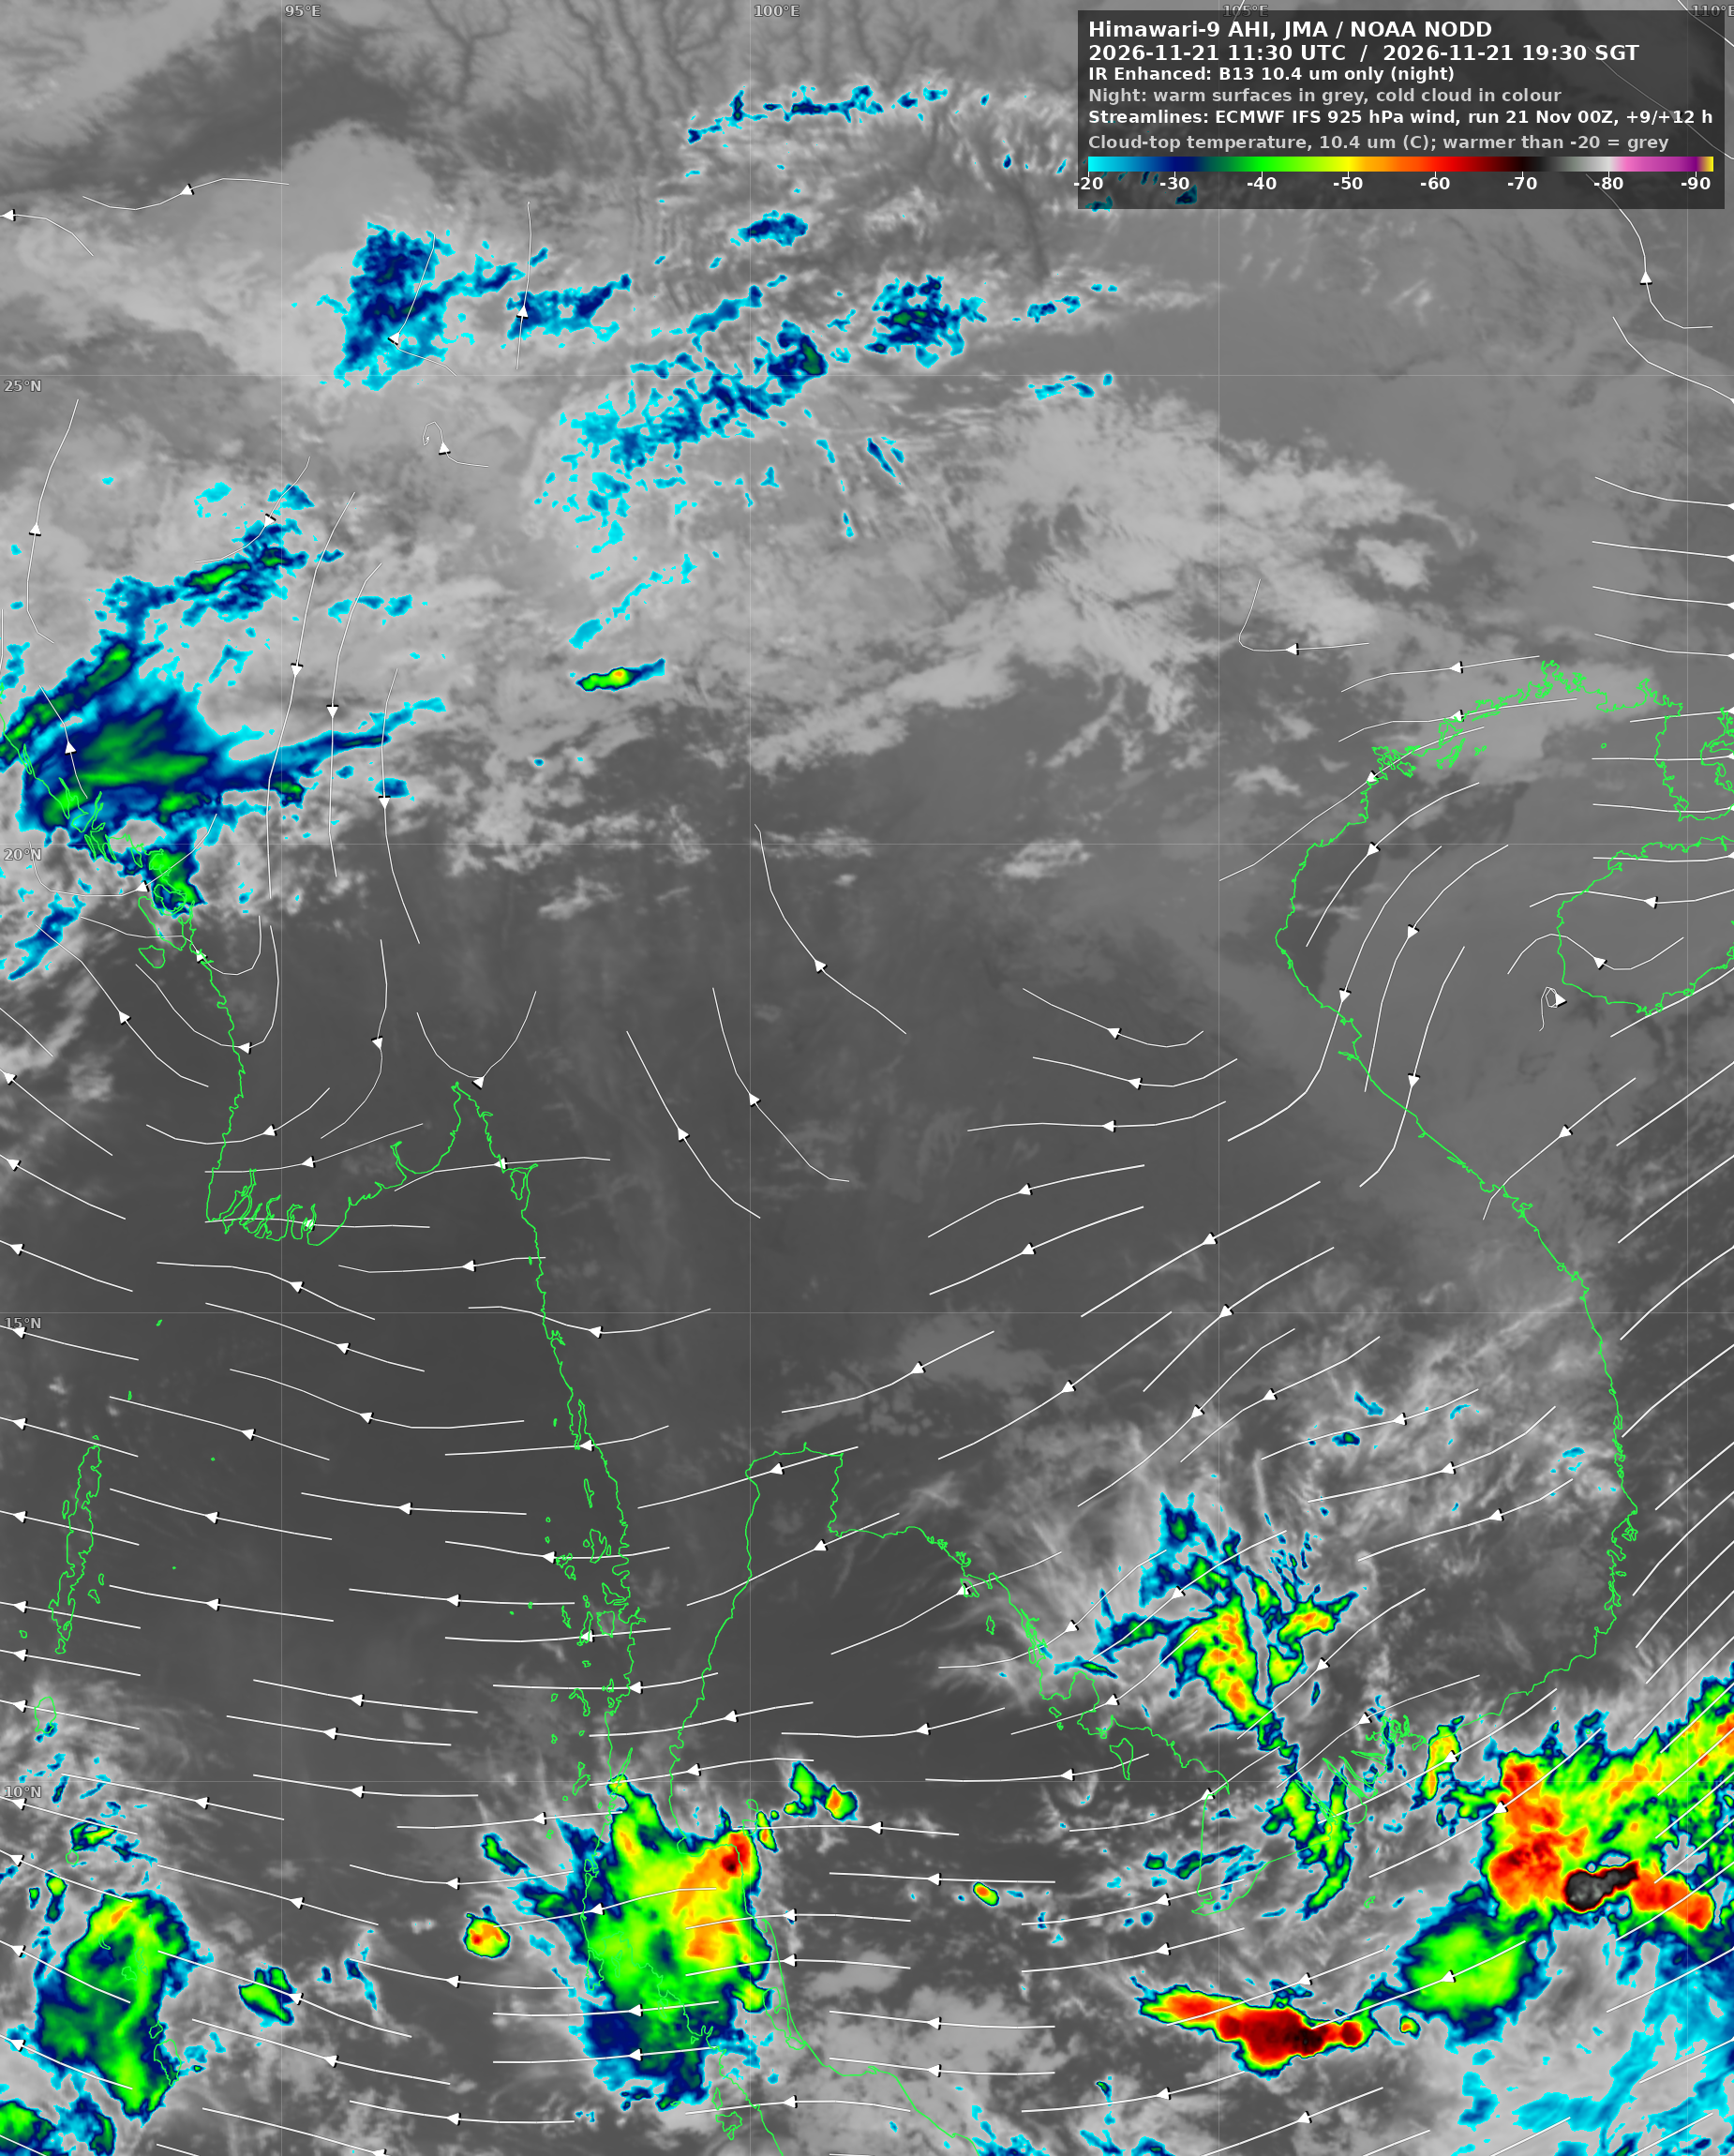 95°E
100°E
105°E
110°E
Himawari-9 AHI, JMA / NOAA NODD
2026-11-21 11:30 UTC / 2026-11-21 19:30 SGT
IR Enhanced: B13 10.4 um only (night)
Night: warm surfaces in grey, cold cloud in colour
Streamlines: ECMWF IFS 925 hPa wind, run 21 Nov 00Z, +9/+12 h
Cloud-top temperature, 10.4 um (C); warmer than -20 = grey
-20 -30 -40 -50 -60 -70 -80 -90
25°N
20°N
15°N
10°N